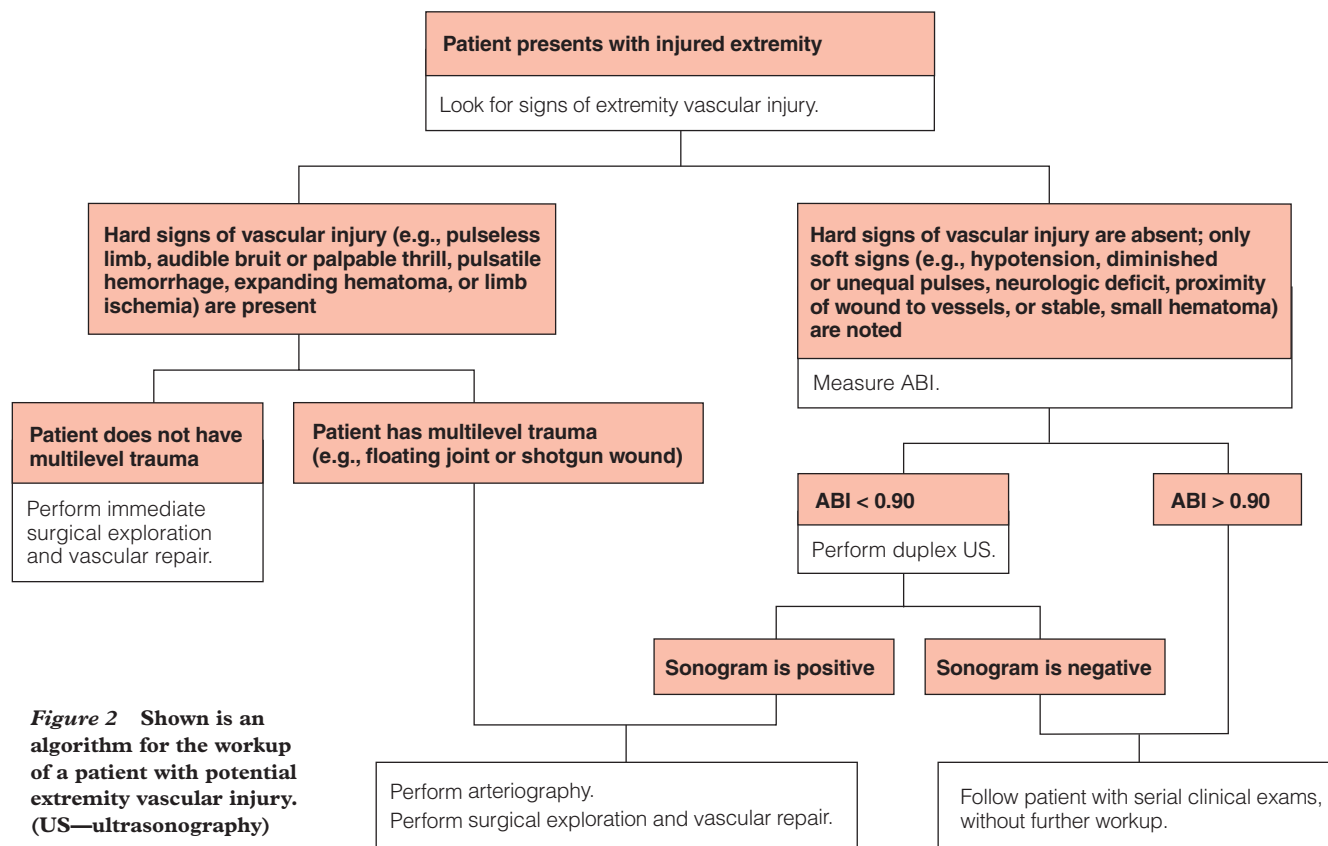 Patient presents with injured extremity
Look for signs of extremity vascular injury.
Hard signs of vascular injury (e.g., pulseless
limb, audible bruit or palpable thrill, pulsatile
hemorrhage, expanding hematoma, or limb
ischemia) are present
Hard signs of vascular injury are absent; only
soft signs (e.g., hypotension, diminished
or unequal pulses, neurologic deficit, proximity
of wound to vessels, or stable, small hematoma)
are noted
Measure ABI.
Patient does not have
multilevel trauma
Perform immediate
surgical exploration
and vascular repair.
Patient has multilevel trauma
(e.g., floating joint or shotgun wound)
ABI < 0.90
Perform duplex US.
ABI > 0.90
Sonogram is positive
Sonogram is negative
Perform arteriography.
Perform surgical exploration and vascular repair.
Follow patient with serial clinical exams,
without further workup.
Figure 2 Shown is an
algorithm for the workup
of a patient with potential
extremity vascular injury.
(US—ultrasonography)